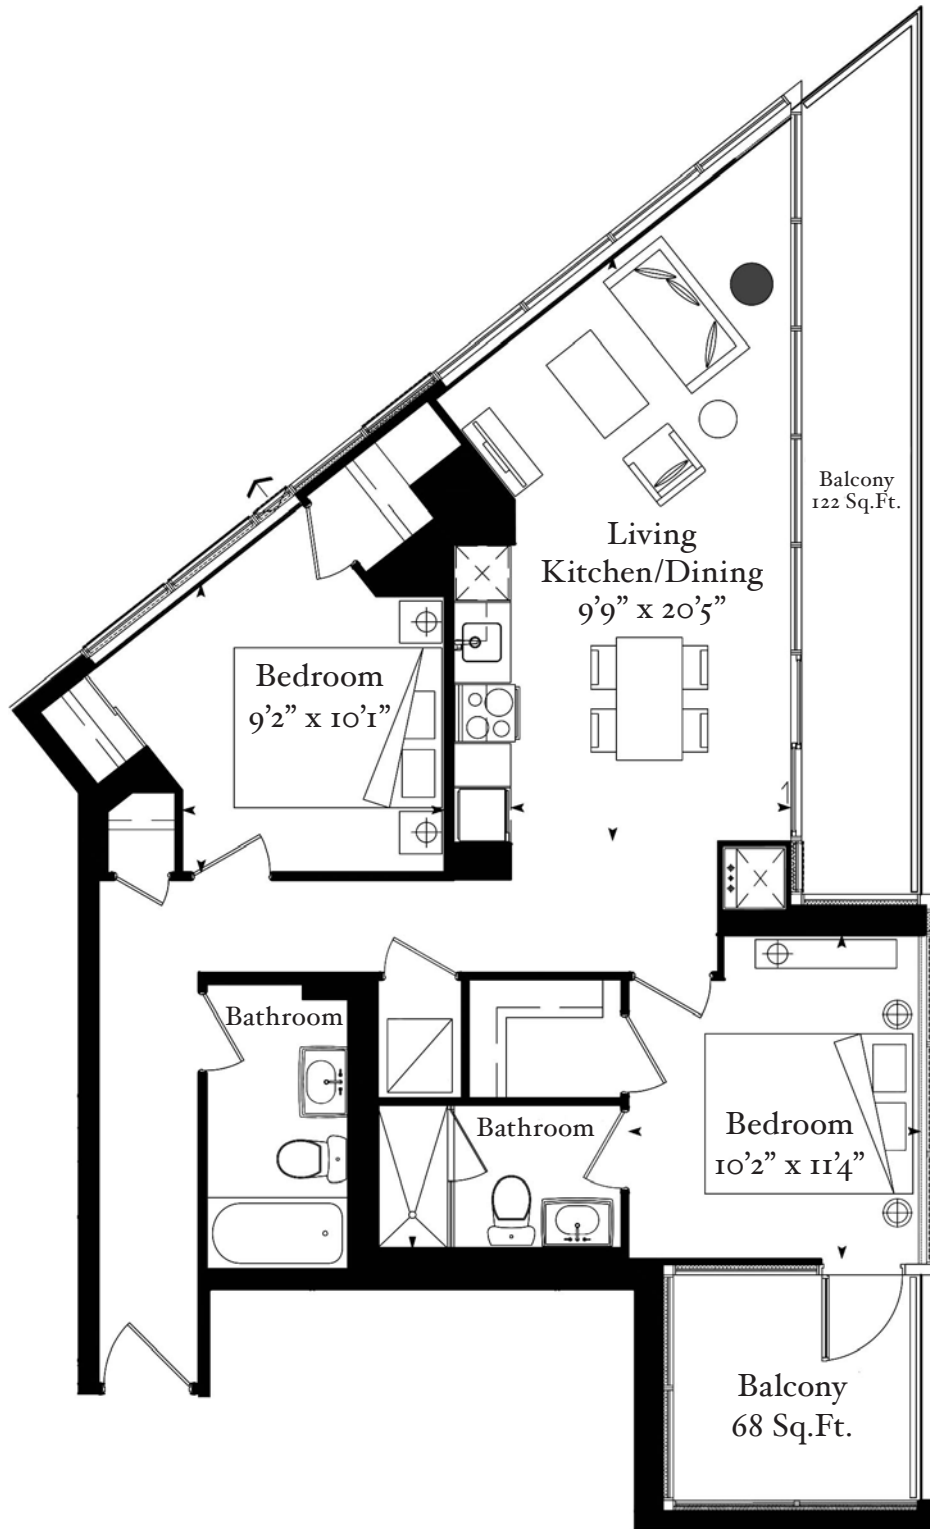 Balcony
122 Sq.Ft.
Living
Kitchen/Dining
9’9” x 20’5”
Bedroom
9’2” x 10’1”
Bathroom
Bathroom
Bedroom
10’2” x 11’4”
Balcony
68 Sq.Ft.